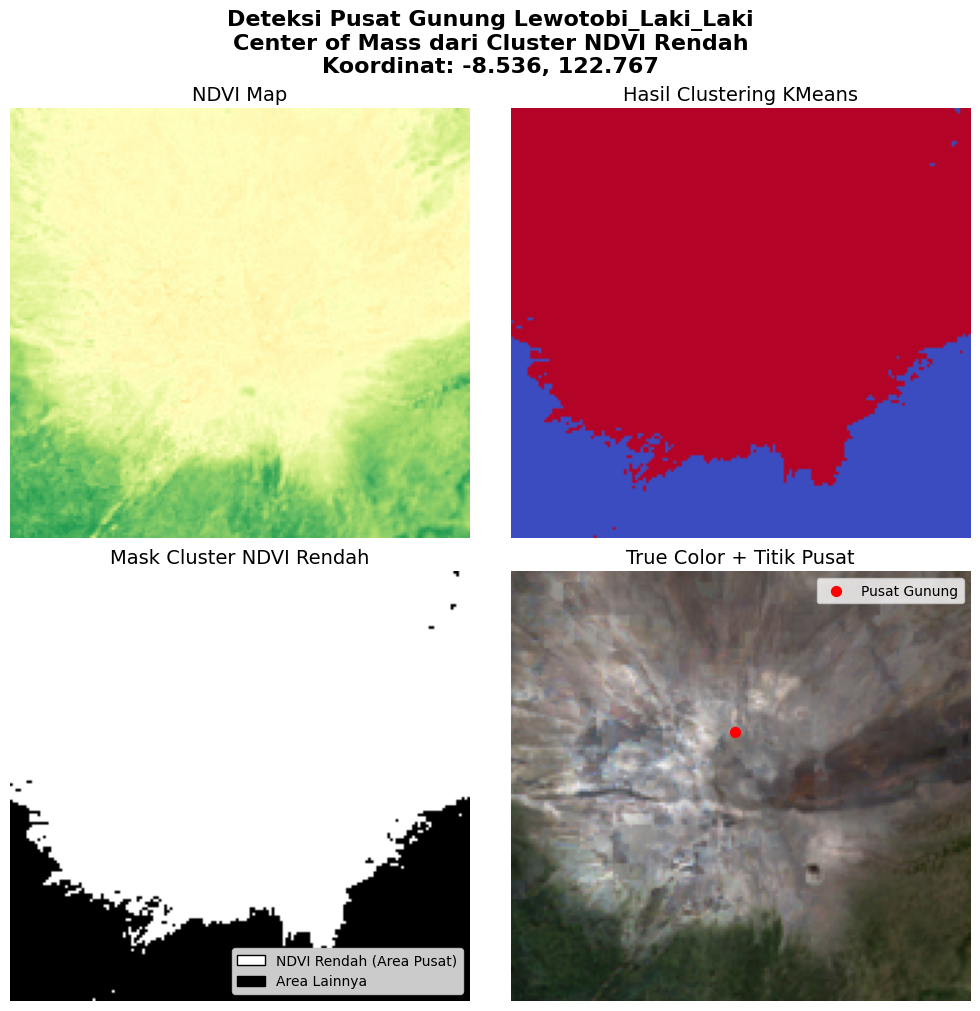 Deteksi Pusat Gunung Lewotobi_Laki_Laki
Center of Mass dari Cluster NDVI Rendah
Koordinat: -8.536, 122.767
NDVI Map
Hasil Clustering KMeans
Mask Cluster NDVI Rendah
NDVI Rendah (Area Pusat)
Area Lainnya
True Color + Titik Pusat
Pusat Gunung